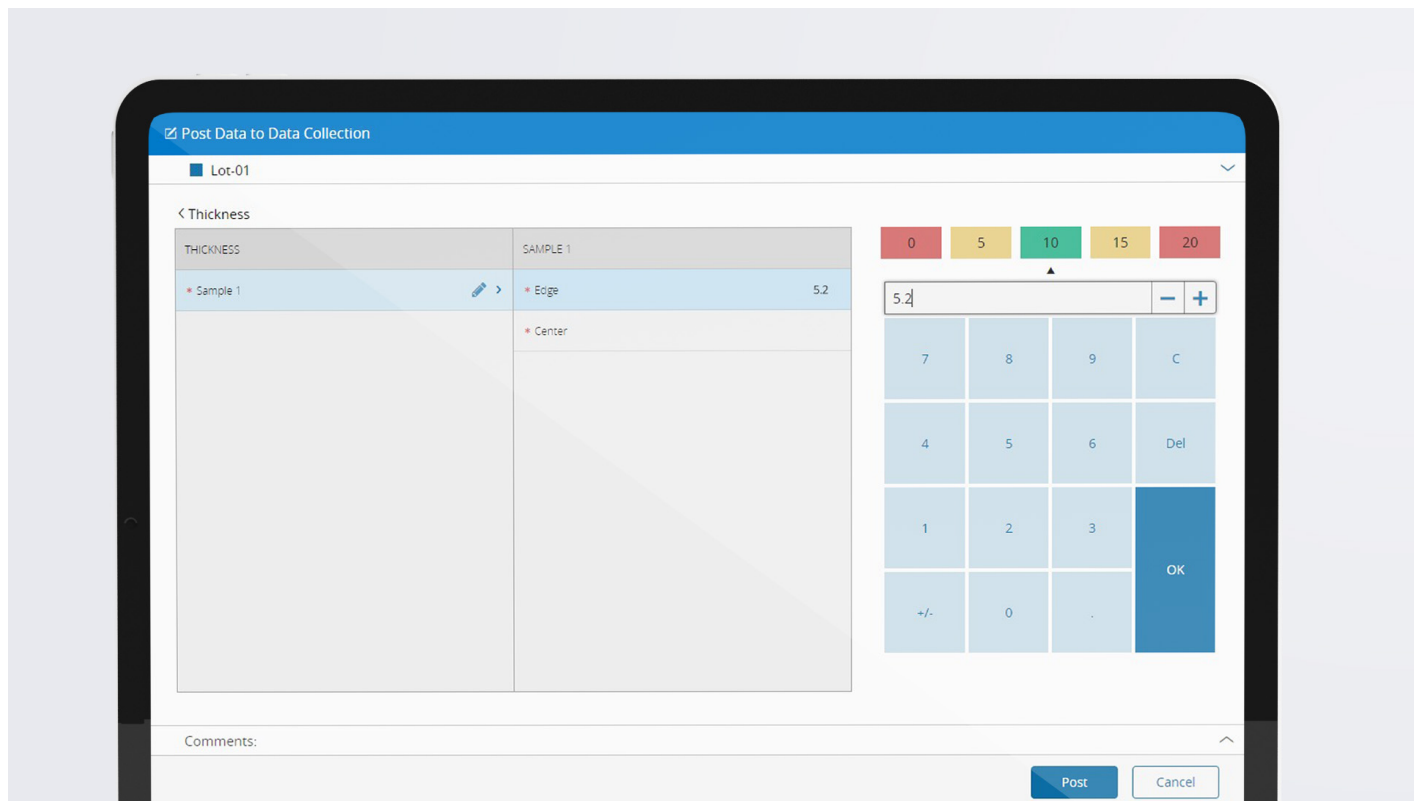 Post Data to Data Collection
Lot-01
< Thickness
THICKNESS
SAMPLE 1
* Sample 1 >
* Edge 5.2
* Center
0 5 10 15 20
5.2 − +
7 8 9 C
4 5 6 Del
1 2 3
OK
+/- 0 .
Comments:
Post Cancel